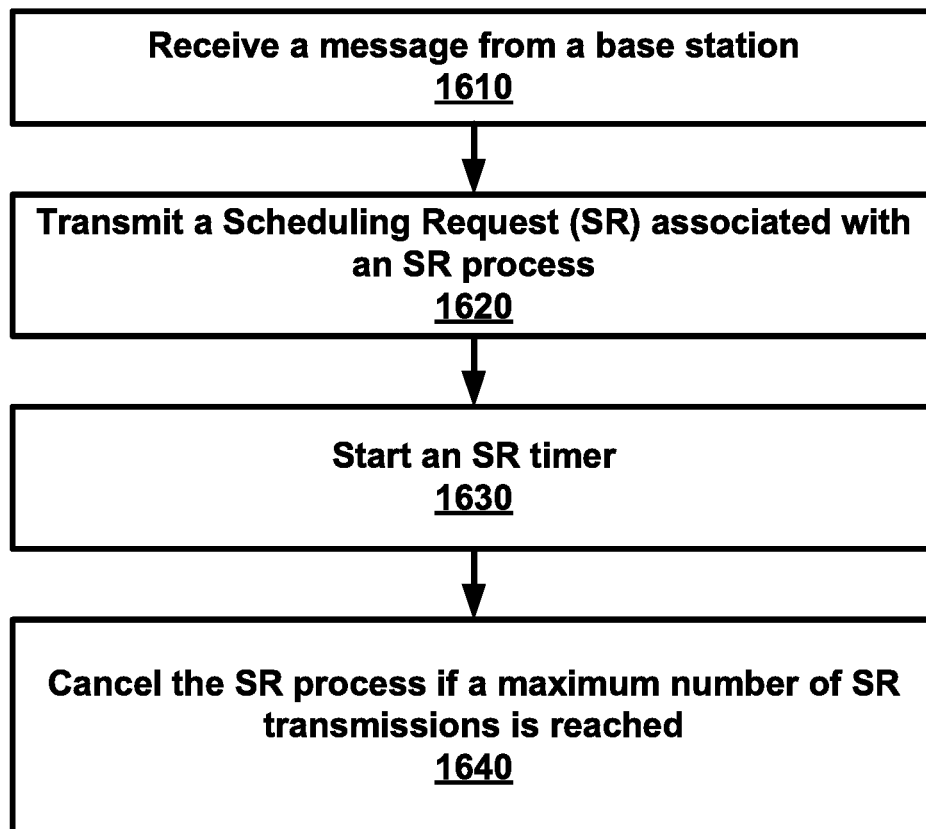 Receive a message from a base station
1610
Transmit a Scheduling Request (SR) associated with
an SR process
1620
Start an SR timer
1630
Cancel the SR process if a maximum number of SR
transmissions is reached
1640